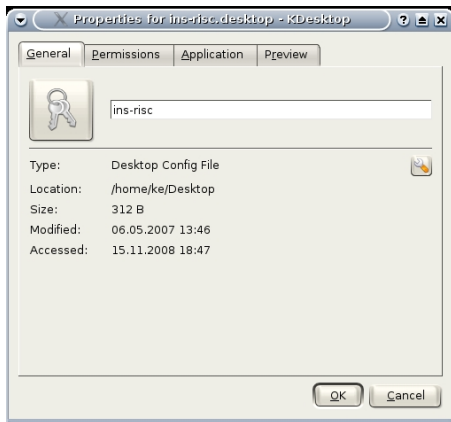 Properties for ins-risc.desktop - KDesktop
General Permissions Application Preview
ins-risc
Type: Desktop Config File
Location: /home/ke/Desktop
Size: 312 B
Modified: 06.05.2007 13:46
Accessed: 15.11.2008 18:47
OK Cancel